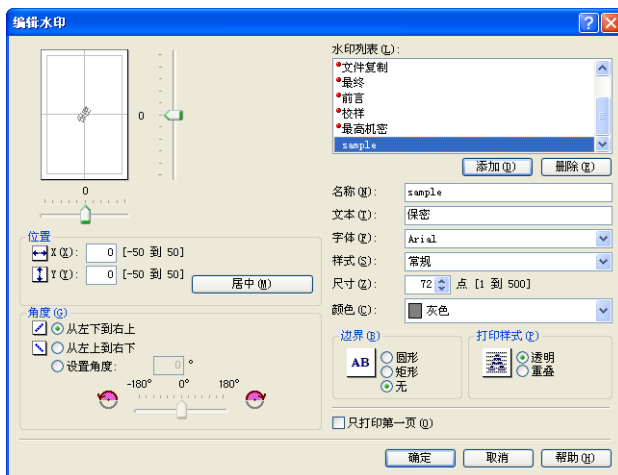 编辑水印
保密
0
0
位置
X(X): 0 [-50 到 50]
Y(Y): 0 [-50 到 50]
居中(M)
角度(G)
从左下到右上
从左上到右下
设置角度: 0 °
-180° 0° 180°
水印列表(L):
文件复制
最终
前言
校样
最高机密
sample
添加(D) 删除(E)
名称(N): sample
文本(T): 保密
字体(F): Arial
样式(S): 常规
尺寸(Z): 72 点 [1 到 500]
颜色(C): 灰色
边界(B)
AB
圆形
矩形
无
打印样式(P)
透明
重叠
只打印第一页(O)
确定 取消 帮助(H)